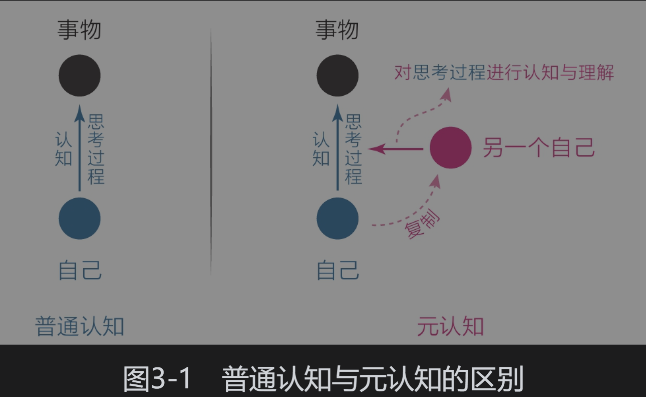 事物
认知
思考过程
自己
普通认知
事物
对思考过程进行认知与理解
认知
思考过程
另一个自己
复制
自己
元认知
图3-1 普通认知与元认知的区别